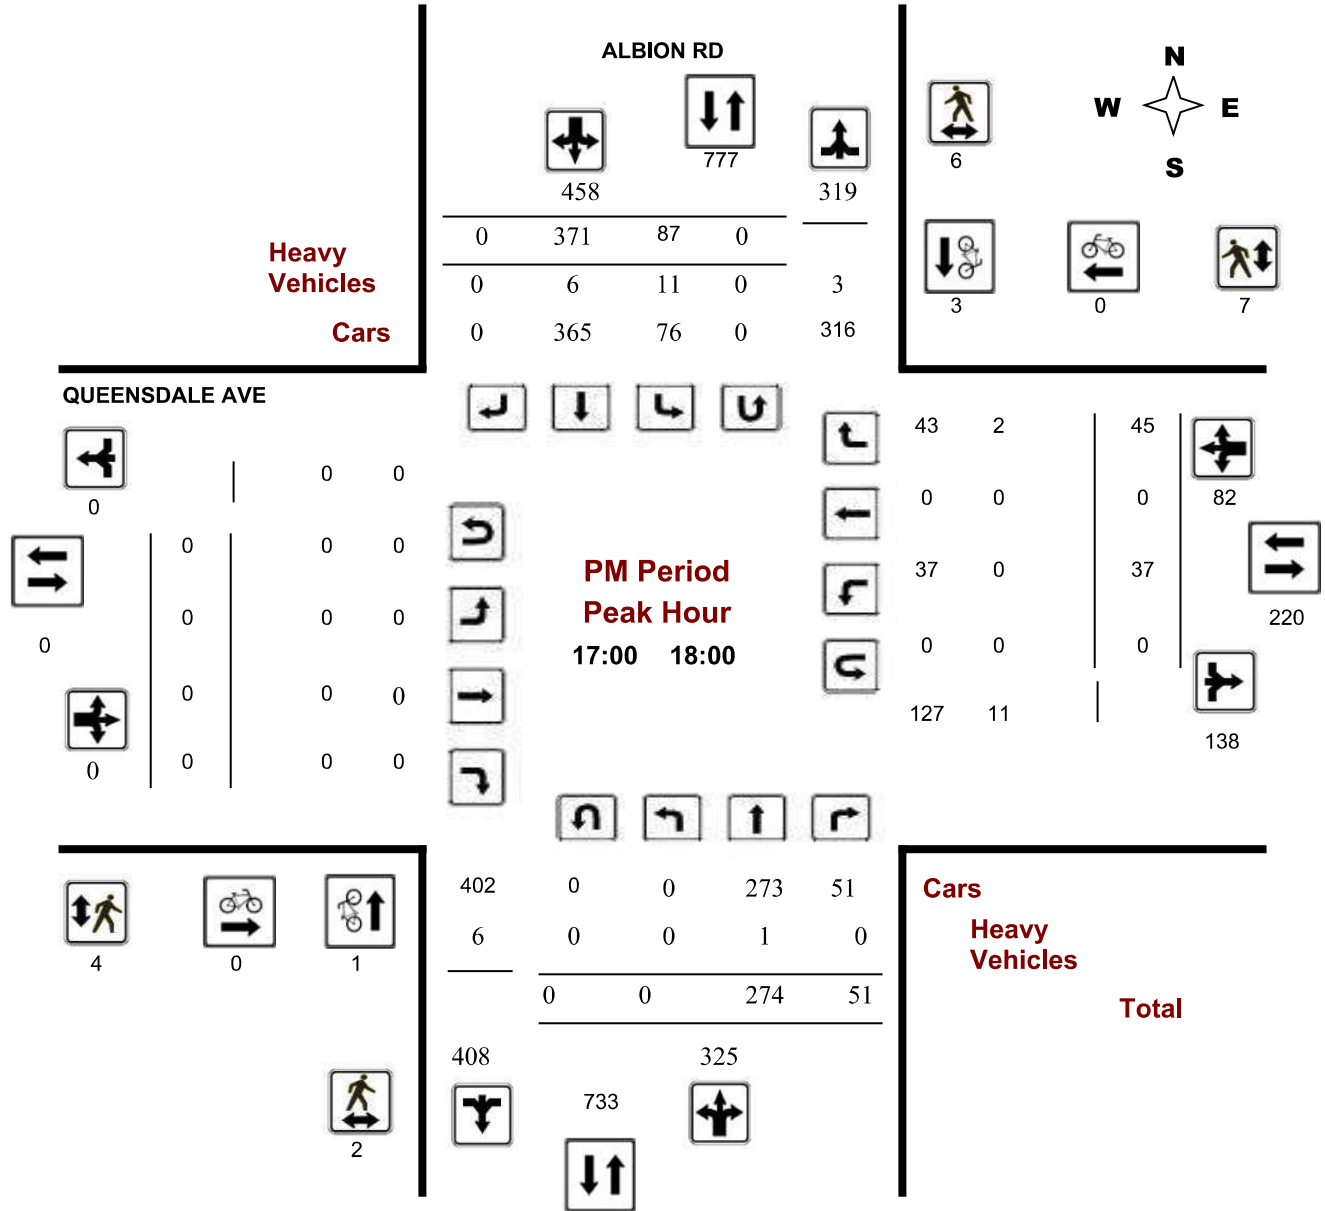 ALBION RD
N
W E
S
777
6
458
319
0 371 87 0
Heavy
Vehicles
0 6 11 0 3
3 0 7
Cars
0 365 76 0 316
QUEENSDALE AVE
43 2 45
0 0
82
0
0 0 0
0 0 0
PM Period
Peak Hour
17:00 18:00
37 0 37
220
0 0 0
0
0 0 0
0 0 0
127 11
138
0
0 0 0
402 0 0 273 51
Cars
6 0 0 1 0
Heavy
Vehicles
4 0 1
0 0 274 51
Total
408
325
733
2